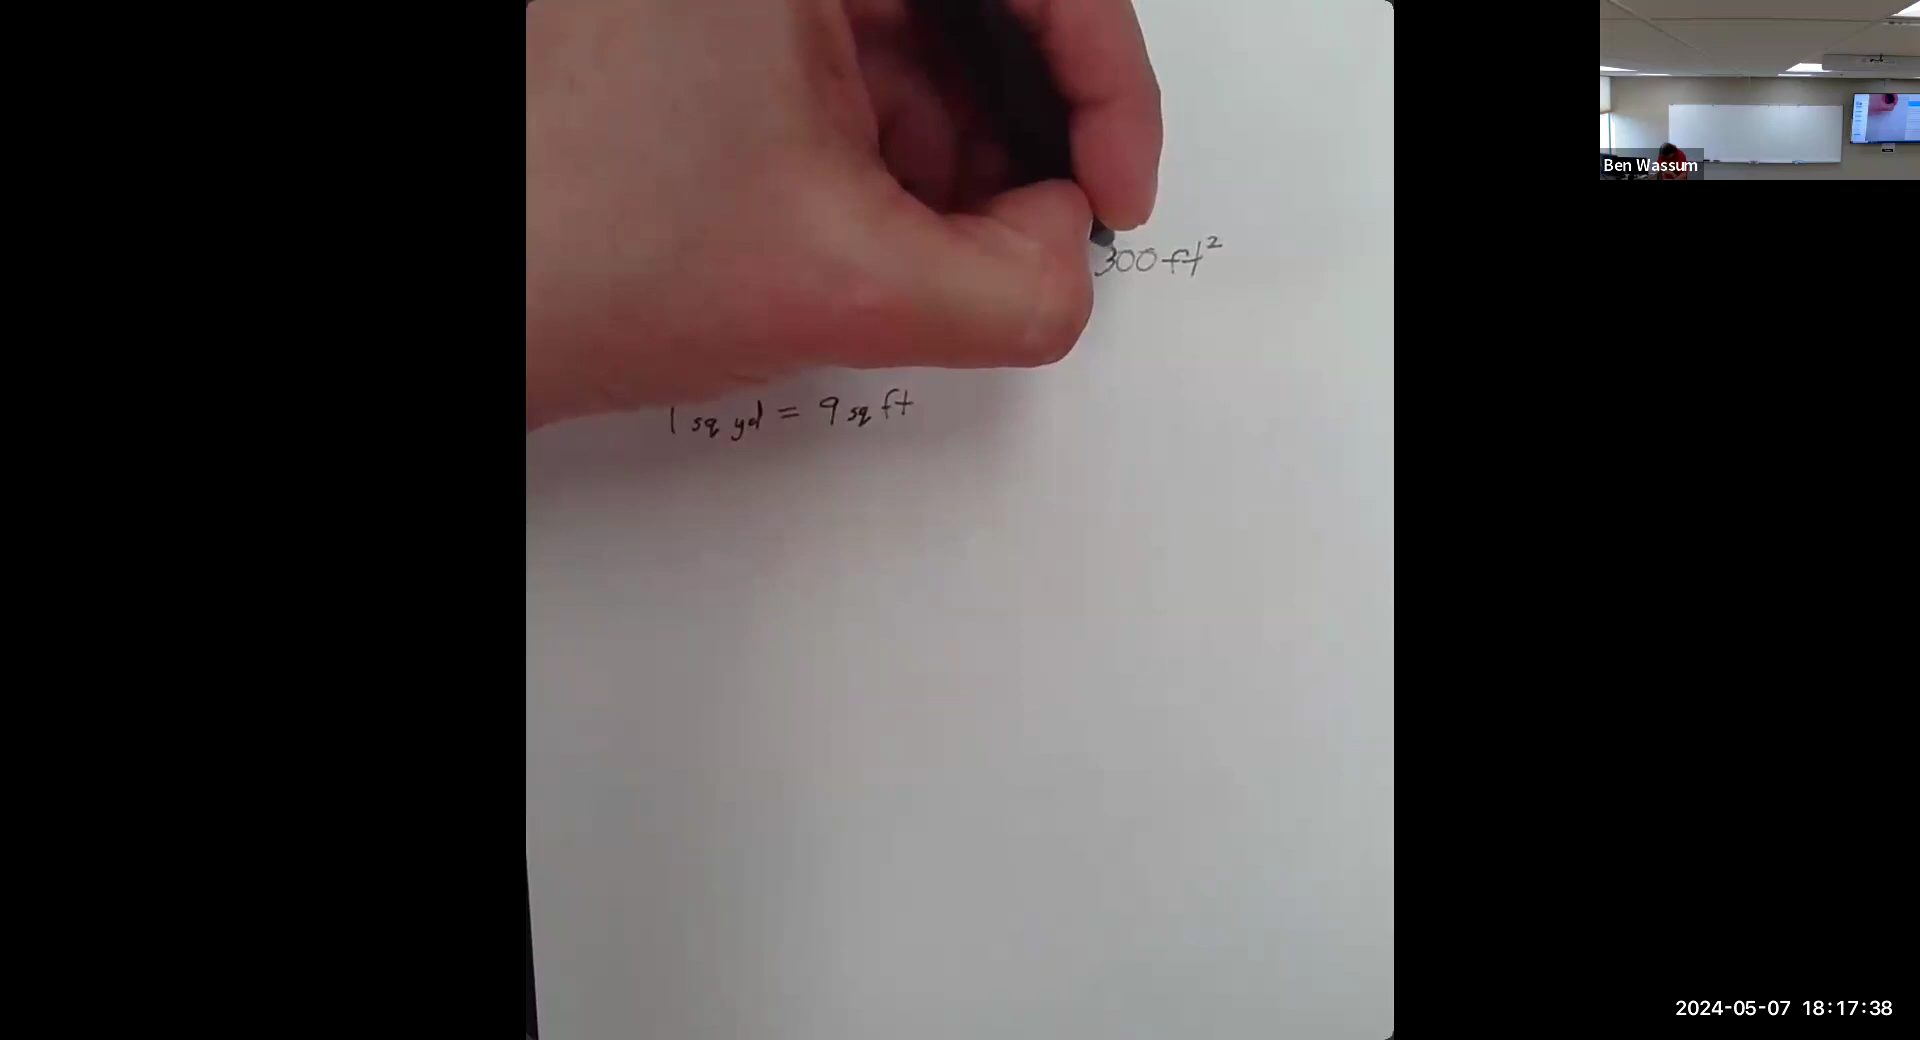 300 ft²
Ben Wassum
1 sq yd = 9 sq ft
2024-05-07 18:17:38